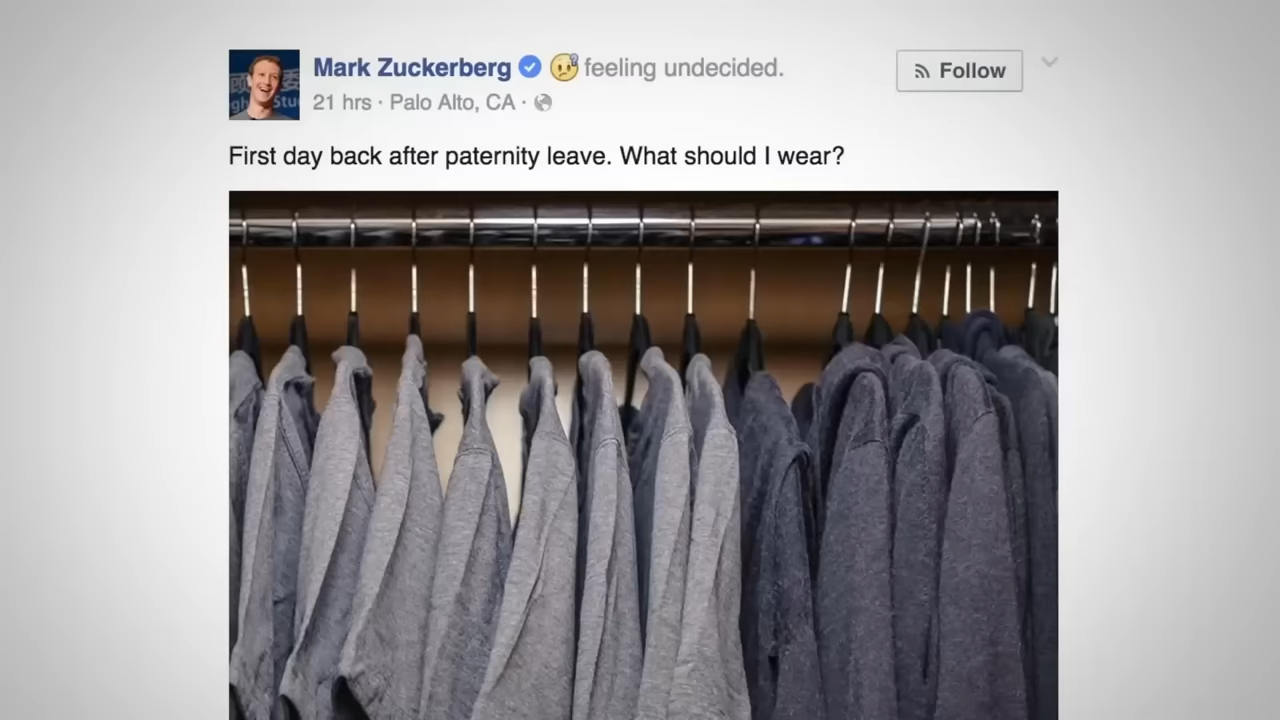 Mark Zuckerberg feeling undecided.
Follow
21 hrs · Palo Alto, CA ·
First day back after paternity leave. What should I wear?